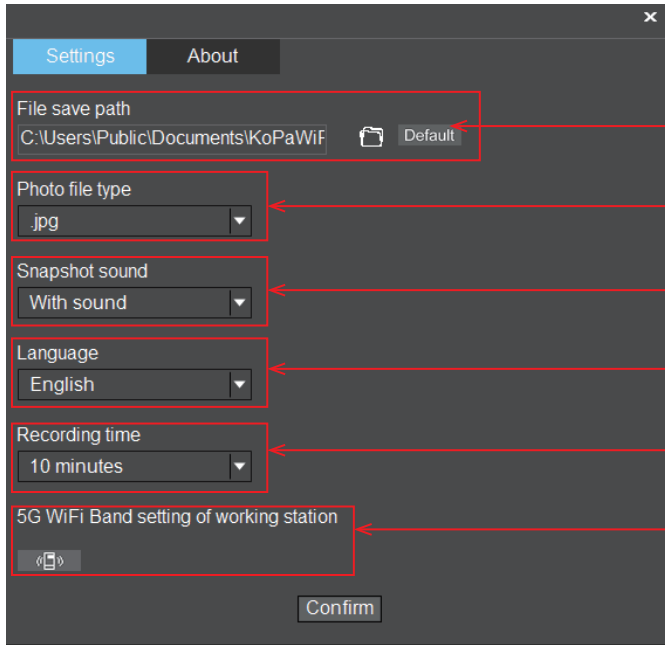 x
Settings About
File save path
C:\Users\Public\Documents\KoPaWiF Default
Photo file type
.jpg
Snapshot sound
With sound
Language
English
Recording time
10 minutes
5G WiFi Band setting of working station
Confirm